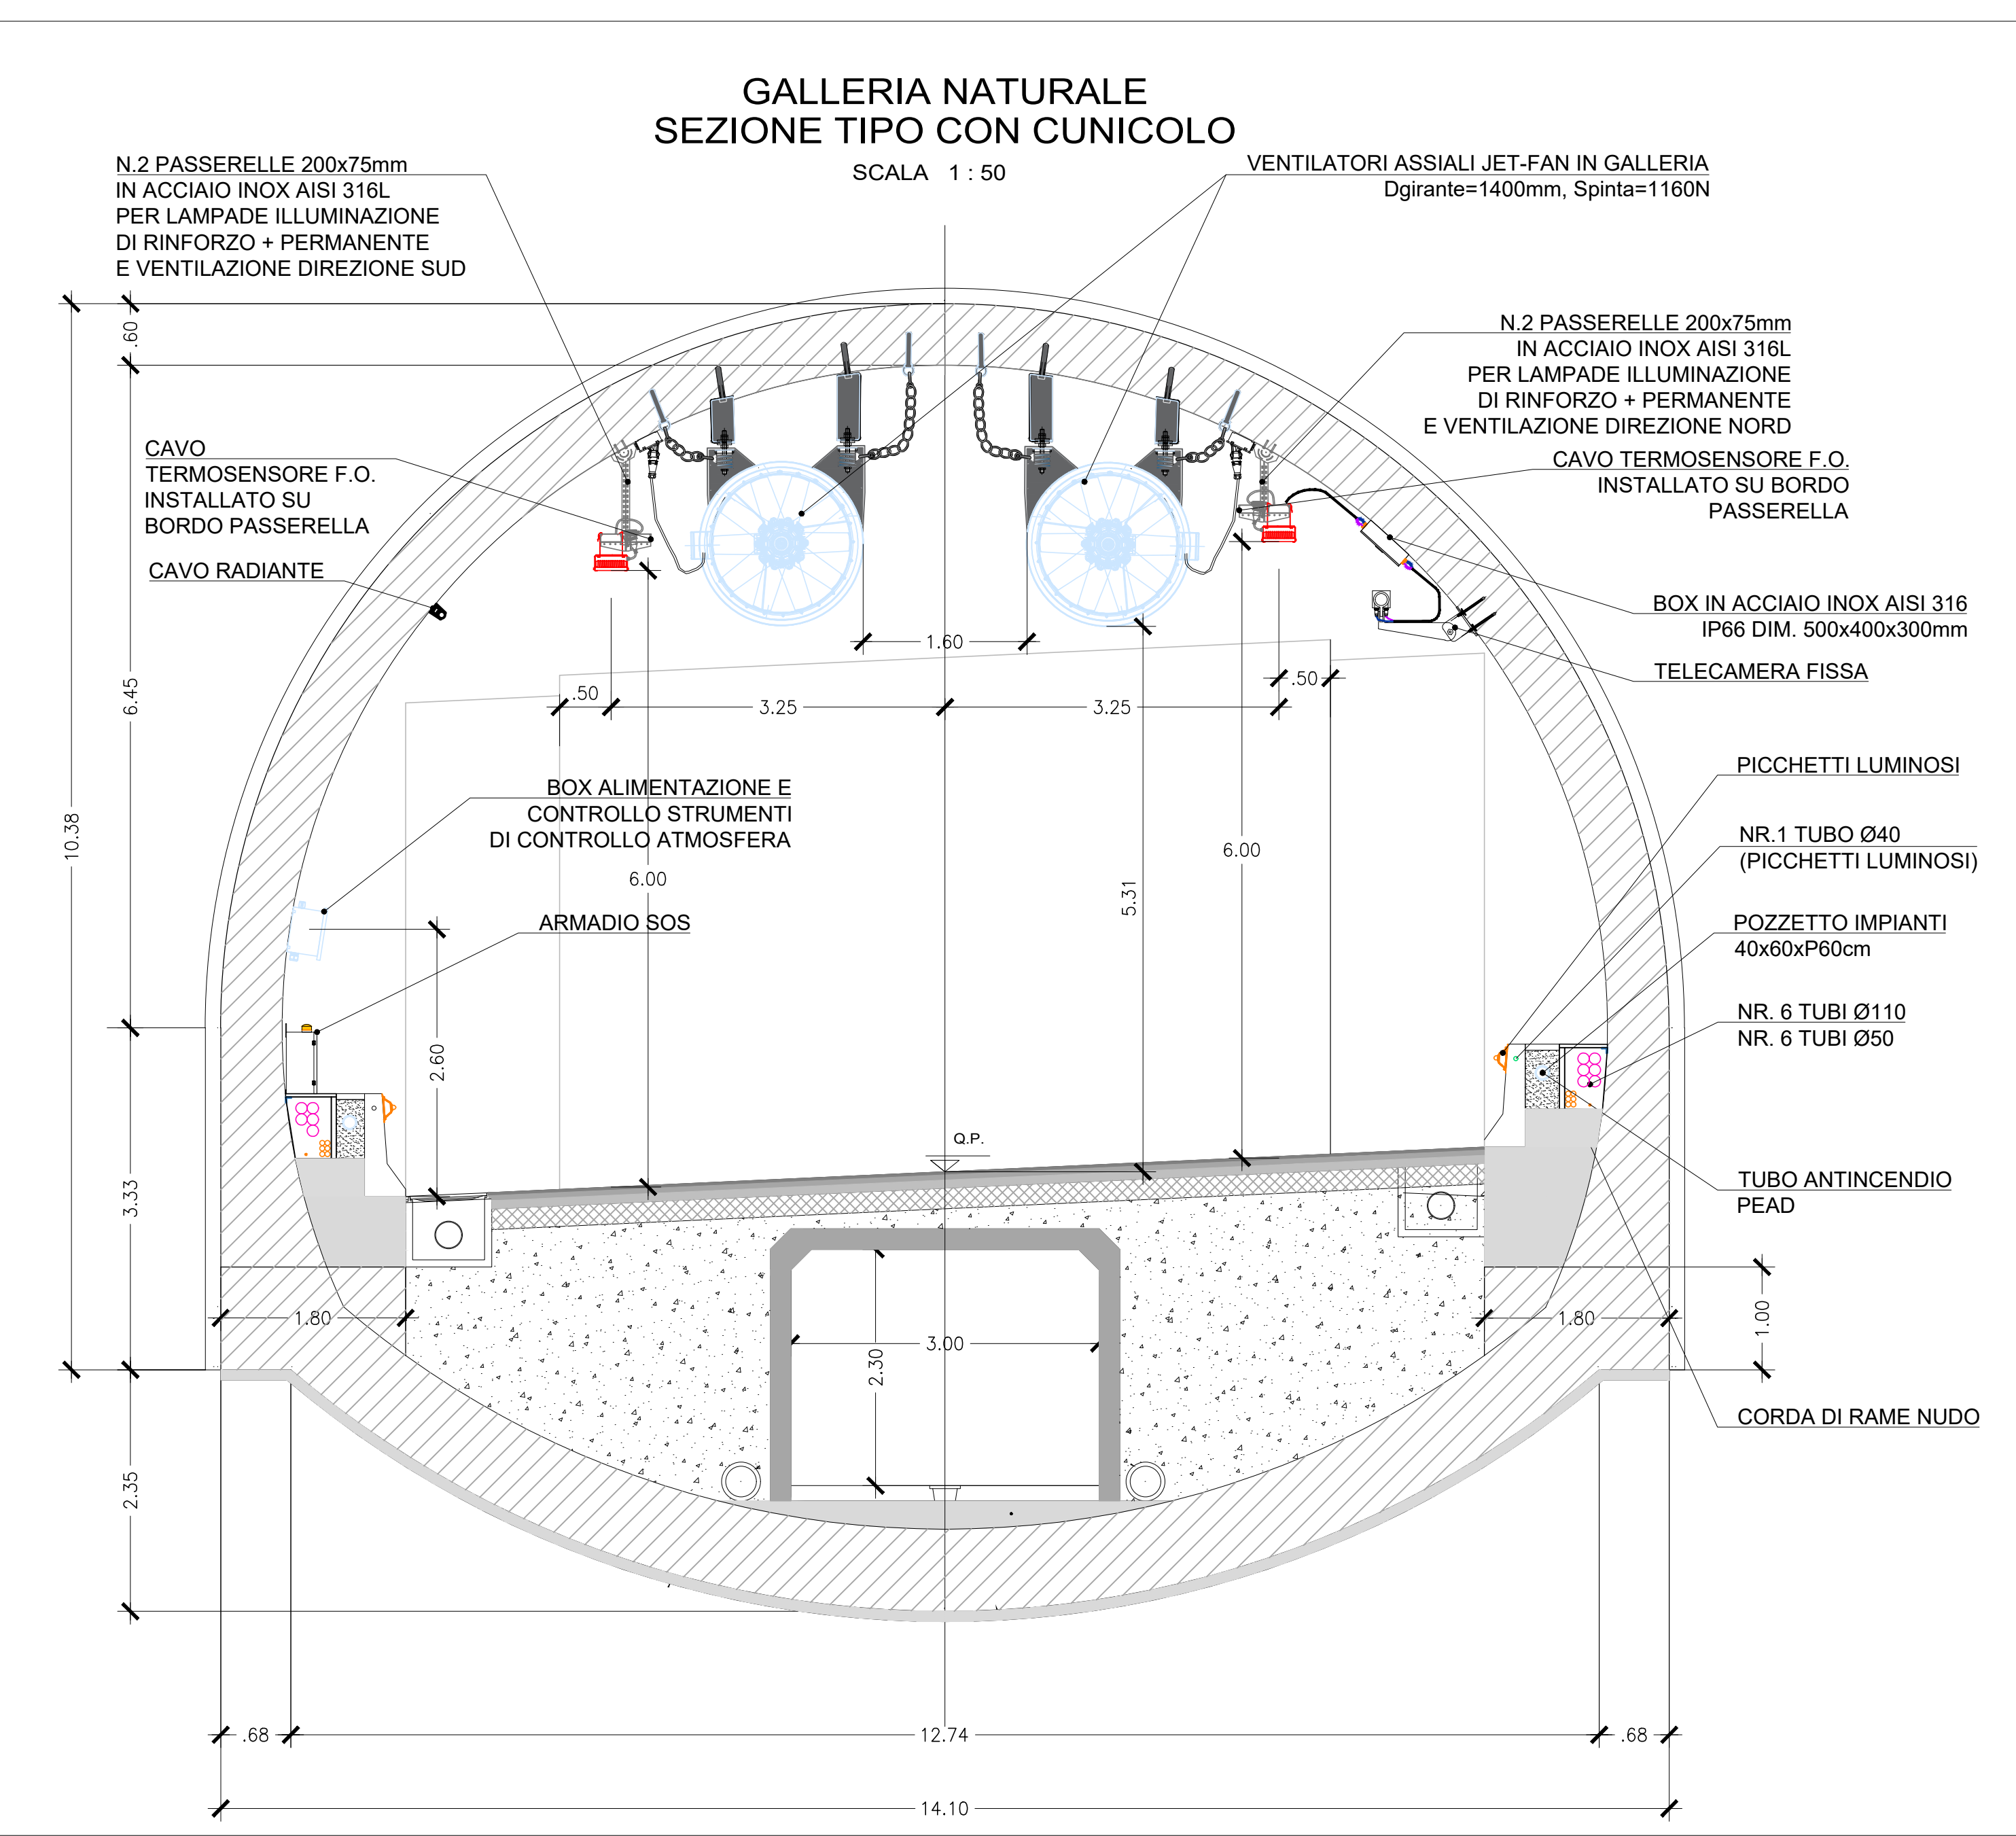 GALLERIA NATURALE
SEZIONE TIPO CON CUNICOLO
SCALA 1 : 50
N.2 PASSERELLE 200x75mm
IN ACCIAIO INOX AISI 316L
PER LAMPADE ILLUMINAZIONE
DI RINFORZO + PERMANENTE
E VENTILAZIONE DIREZIONE SUD
VENTILATORI ASSIALI JET-FAN IN GALLERIA
Dgirante=1400mm, Spinta=1160N
N.2 PASSERELLE 200x75mm
IN ACCIAIO INOX AISI 316L
PER LAMPADE ILLUMINAZIONE
DI RINFORZO + PERMANENTE
E VENTILAZIONE DIREZIONE NORD
CAVO
TERMOSENSORE F.O.
INSTALLATO SU
BORDO PASSERELLA
CAVO TERMOSENSORE F.O.
INSTALLATO SU BORDO
PASSERELLA
CAVO RADIANTE
BOX IN ACCIAIO INOX AISI 316
IP66 DIM. 500x400x300mm
TELECAMERA FISSA
BOX ALIMENTAZIONE E
CONTROLLO STRUMENTI
DI CONTROLLO ATMOSFERA
ARMADIO SOS
PICCHETTI LUMINOSI
NR.1 TUBO Ø40
(PICCHETTI LUMINOSI)
POZZETTO IMPIANTI
40x60xP60cm
NR. 6 TUBI Ø110
NR. 6 TUBI Ø50
TUBO ANTINCENDIO
PEAD
CORDA DI RAME NUDO
.60
6.45
10.38
3.33
2.35
1.60
.50
3.25
3.25
.50
6.00
6.00
5.31
2.60
Q.P.
1.80
3.00
2.30
1.80
1.00
.68
12.74
.68
14.10